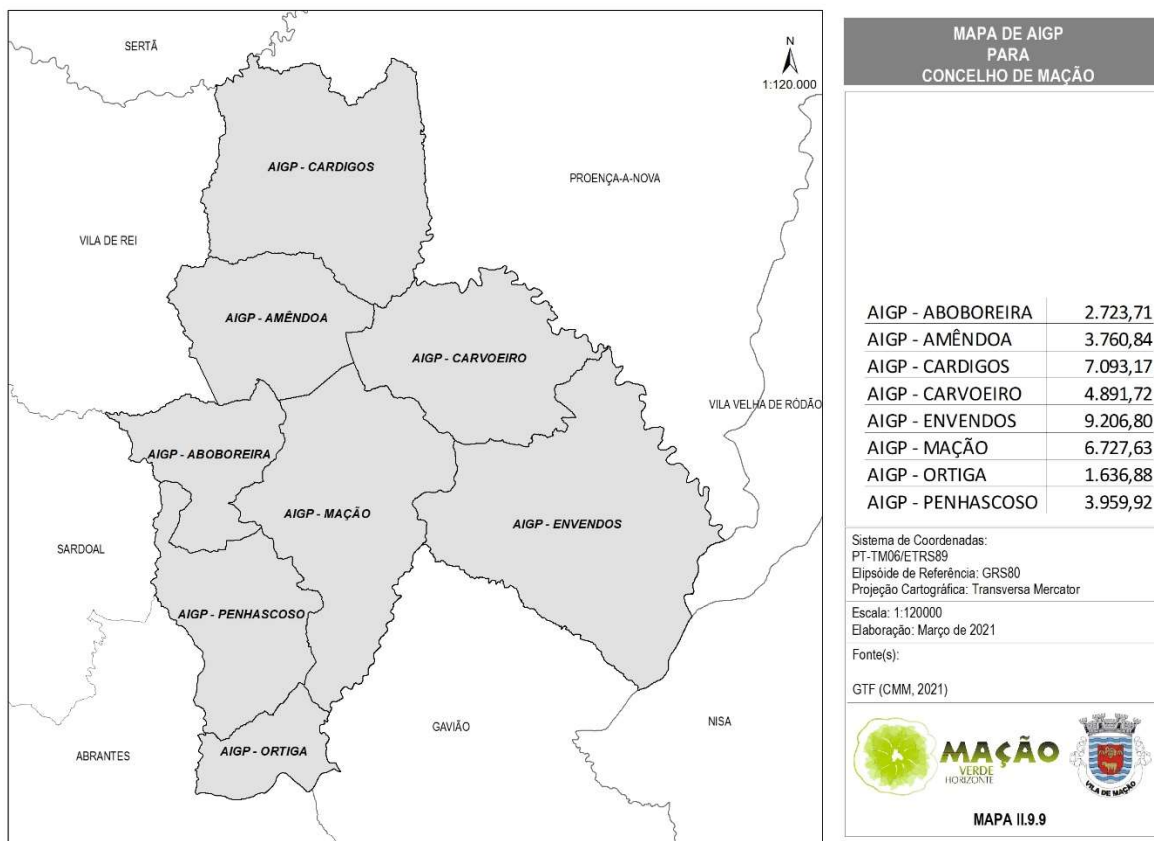 SERTÃ
N
1:120.000
AIGP - CARDIGOS
PROENÇA-A-NOVA
VILA DE REI
AIGP - AMÊNDOA
AIGP - CARVOEIRO
VILA VELHA DE RÓDÃO
AIGP - ABOBOREIRA
AIGP - MAÇÃO
AIGP - ENVENDOS
SARDOAL
AIGP - PENHASCOSO
GAVIÃO
NISA
ABRANTES
AIGP - ORTIGA
MAPA DE AIGP
PARA
CONCELHO DE MAÇÃO
AIGP - ABOBOREIRA 2.723,71
AIGP - AMÊNDOA 3.760,84
AIGP - CARDIGOS 7.093,17
AIGP - CARVOEIRO 4.891,72
AIGP - ENVENDOS 9.206,80
AIGP - MAÇÃO 6.727,63
AIGP - ORTIGA 1.636,88
AIGP - PENHASCOSO 3.959,92
Sistema de Coordenadas:
PT-TM06/ETRS89
Elipsóide de Referência: GRS80
Projeção Cartográfica: Transversa Mercator
Escala: 1:120000
Elaboração: Março de 2021
Fonte(s):
GTF (CMM, 2021)
MAÇÃO
VERDE
HORIZONTE
VILA DE MAÇÃO
MAPA II.9.9